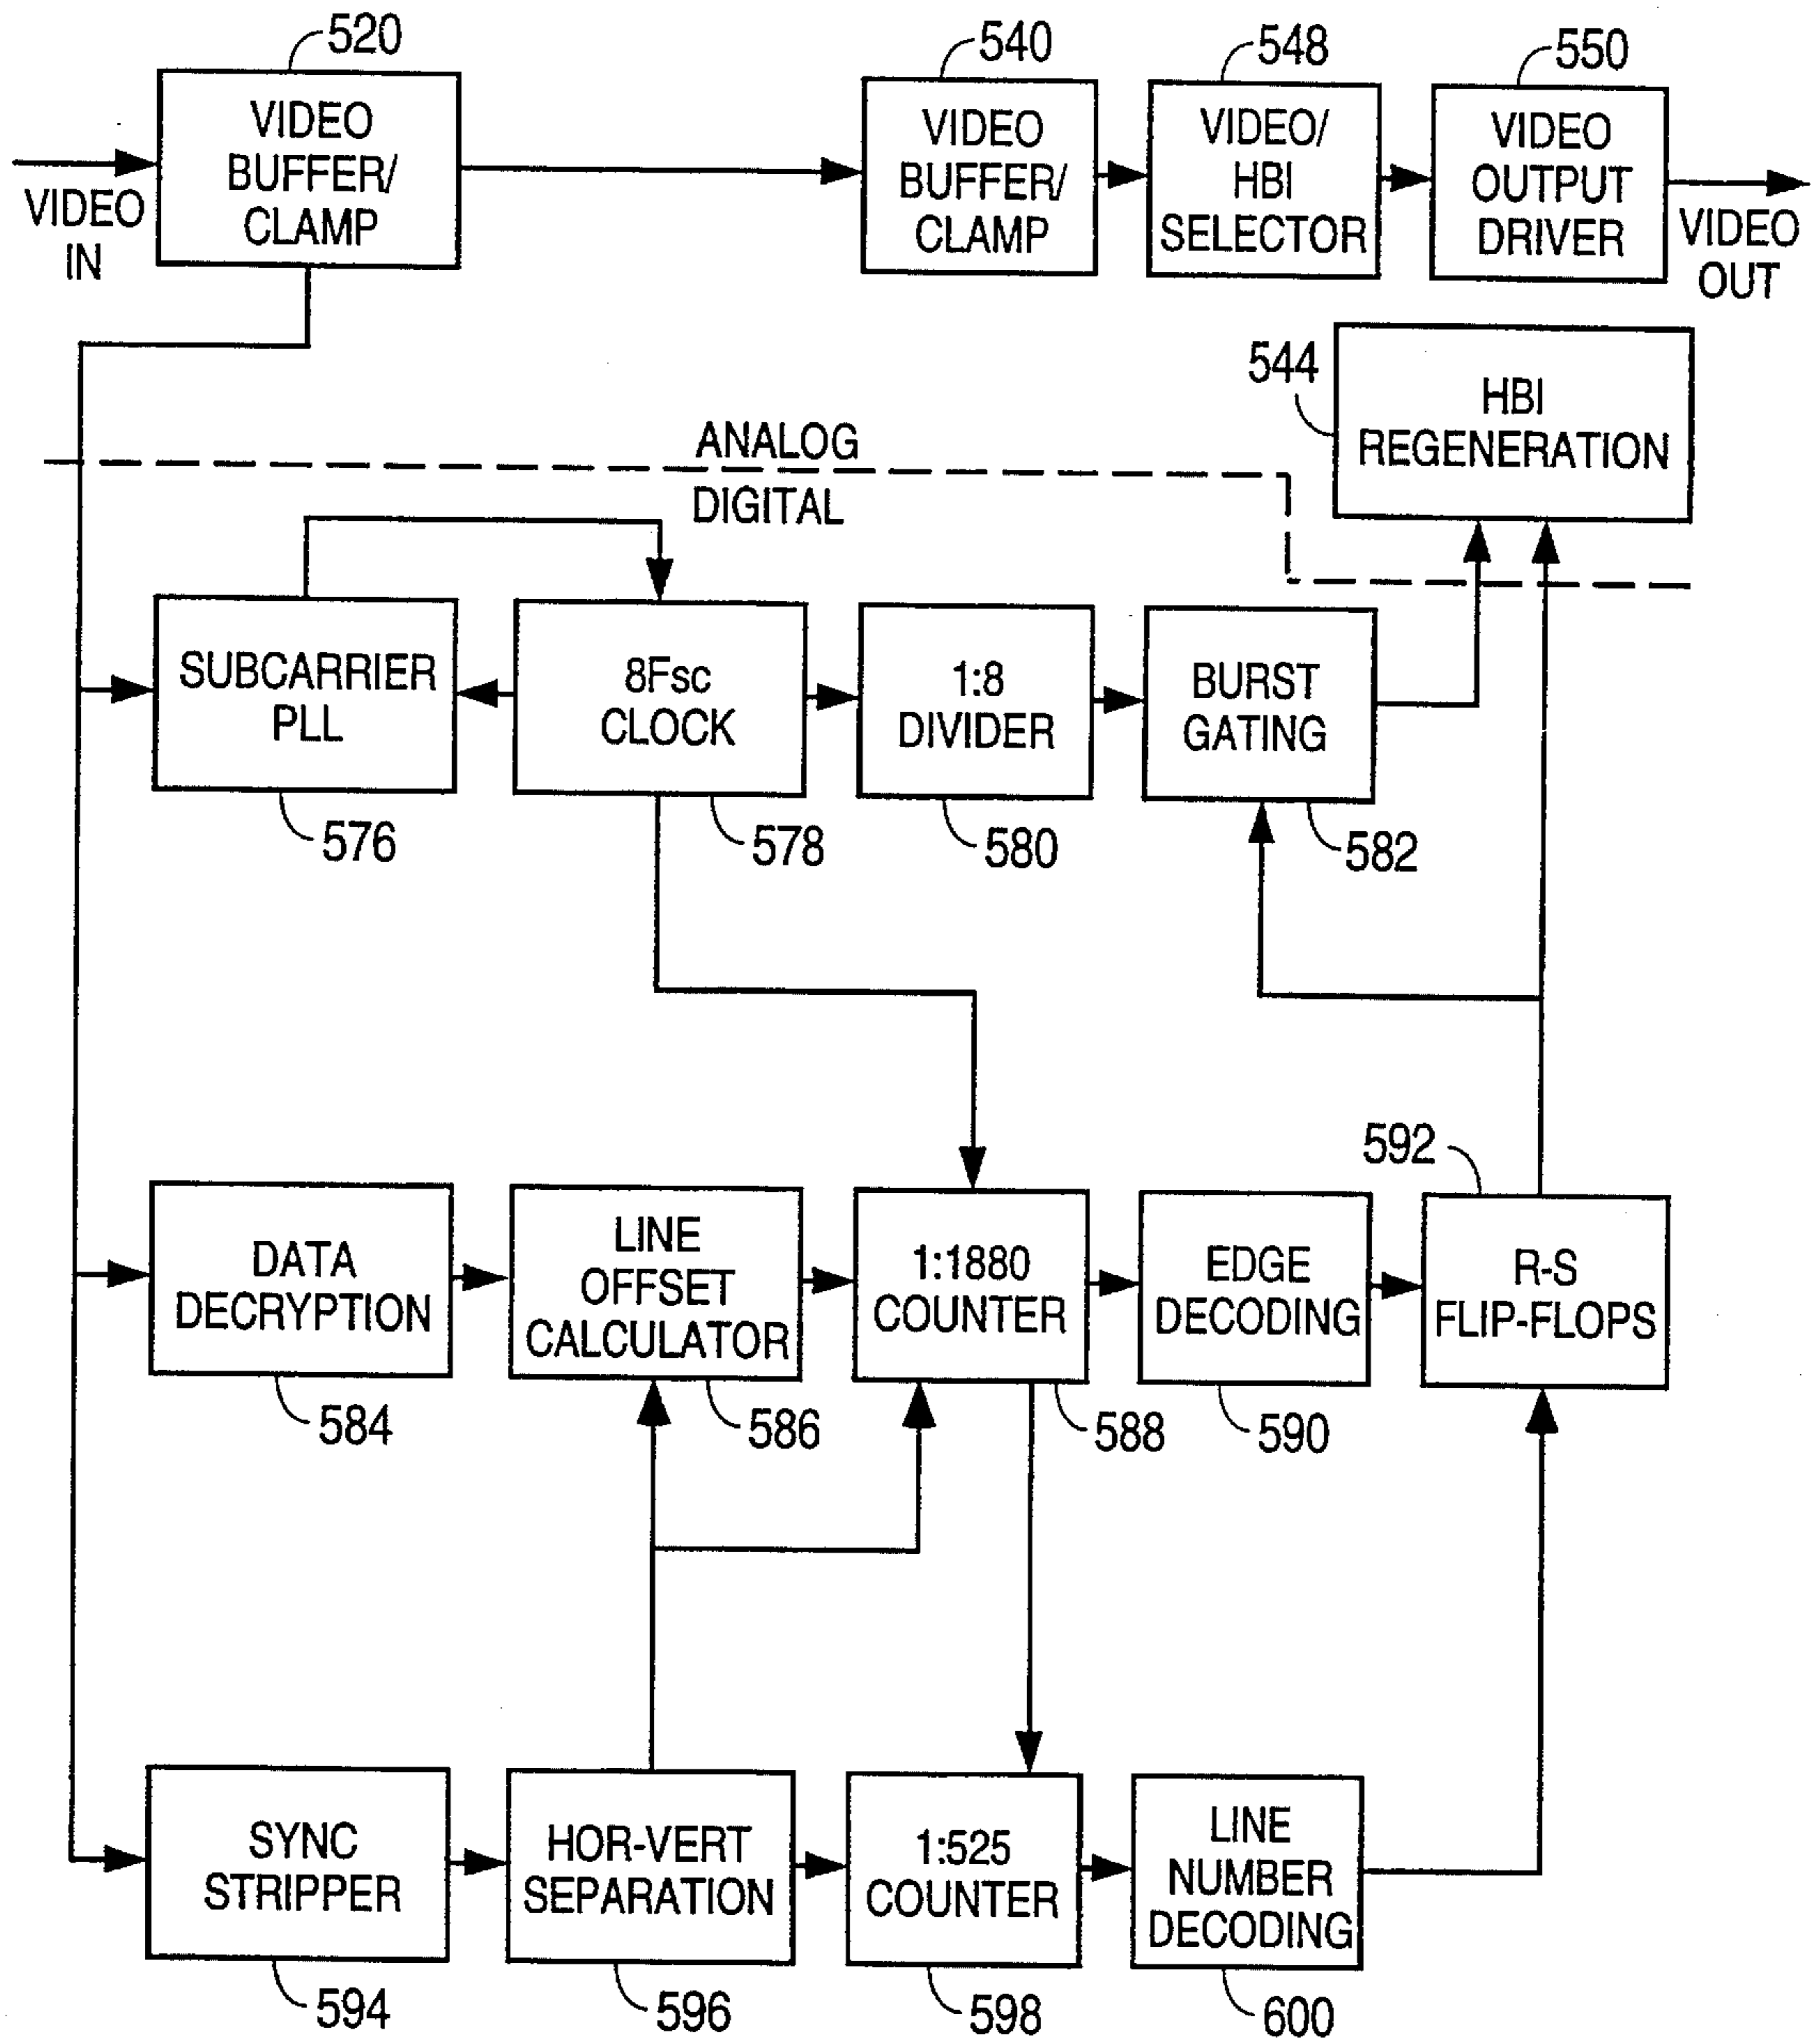 520
540
548
550
VIDEO
BUFFER/
CLAMP
VIDEO
BUFFER/
CLAMP
VIDEO/
HBI
SELECTOR
VIDEO
OUTPUT
DRIVER
VIDEO
IN
VIDEO
OUT
544
HBI
REGENERATION
ANALOG
DIGITAL
SUBCARRIER
PLL
8Fsc
CLOCK
1:8
DIVIDER
BURST
GATING
576
578
580
582
592
DATA
DECRYPTION
LINE
OFFSET
CALCULATOR
1:1880
COUNTER
EDGE
DECODING
R-S
FLIP-FLOPS
584
586
588
590
SYNC
STRIPPER
HOR-VERT
SEPARATION
1:525
COUNTER
LINE
NUMBER
DECODING
594
596
598
600